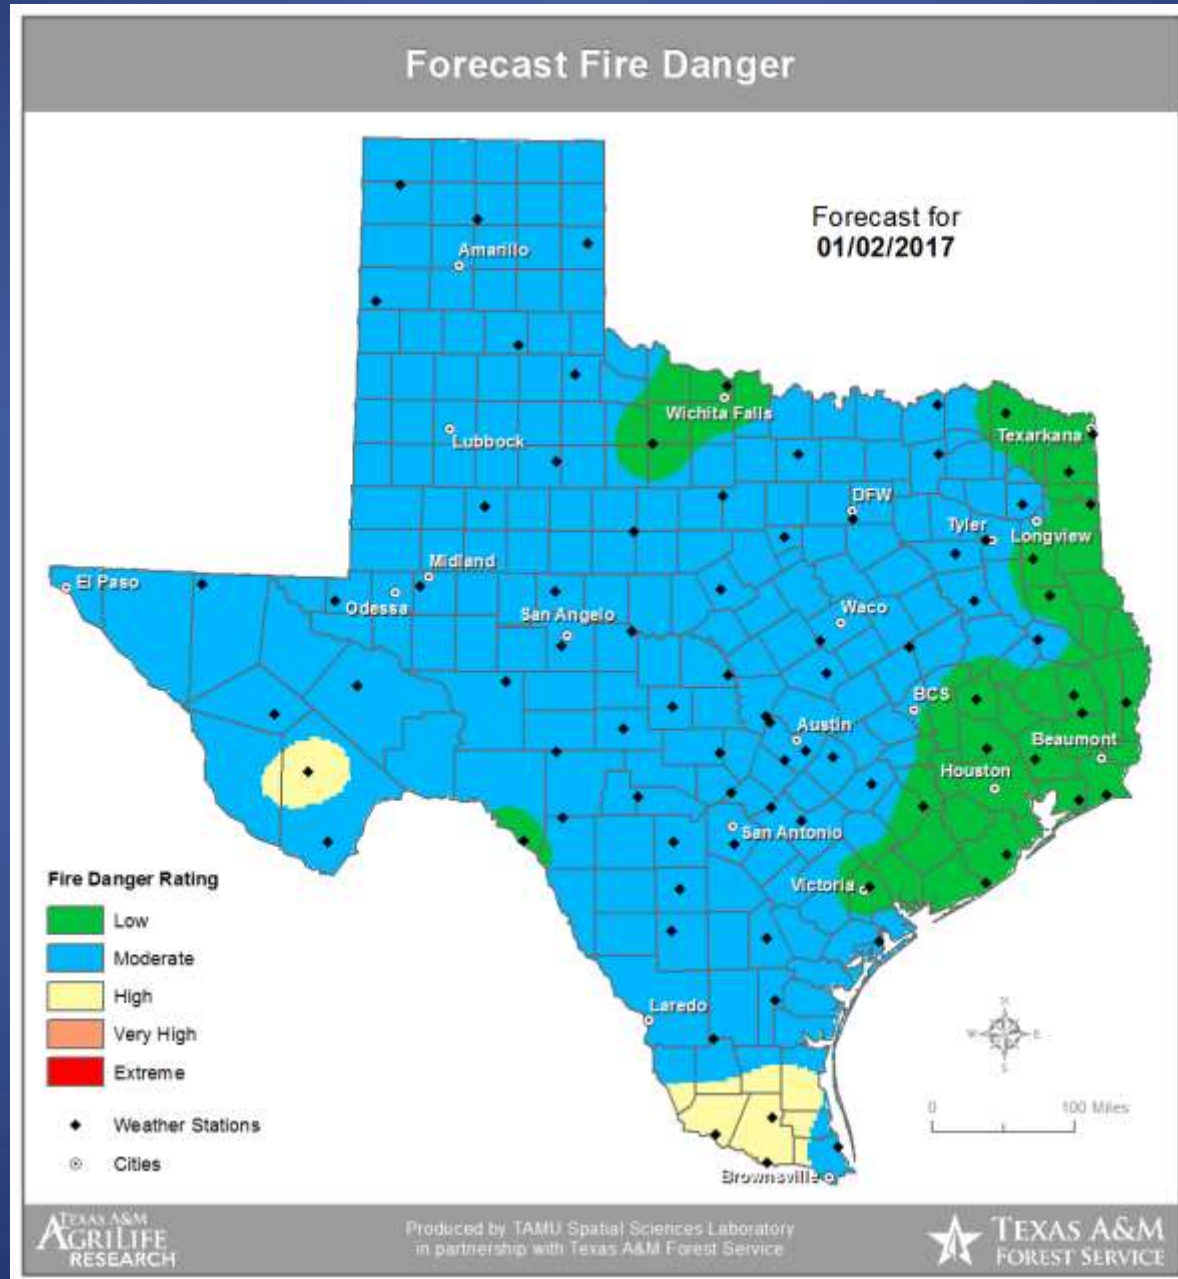 Forecast Fire Danger
Forecast for
01/02/2017
Amarillo
Wichita Falls
Lubbock
Texarkana
DFW
Tyler
Longview
Midland
El Paso
Odessa
San Angelo
Waco
BCS
Austin
Beaumont
Houston
San Antonio
Victoria
Fire Danger Rating
Low
Moderate
High
Very High
Extreme
Weather Stations
Cities
Laredo
N
W
E
S
0
100 Miles
Brownsville
TEXAS A&M
AGRILIFE
RESEARCH
Produced by TAMU Spatial Sciences Laboratory
in partnership with Texas A&M Forest Service
TEXAS A&M
FOREST SERVICE